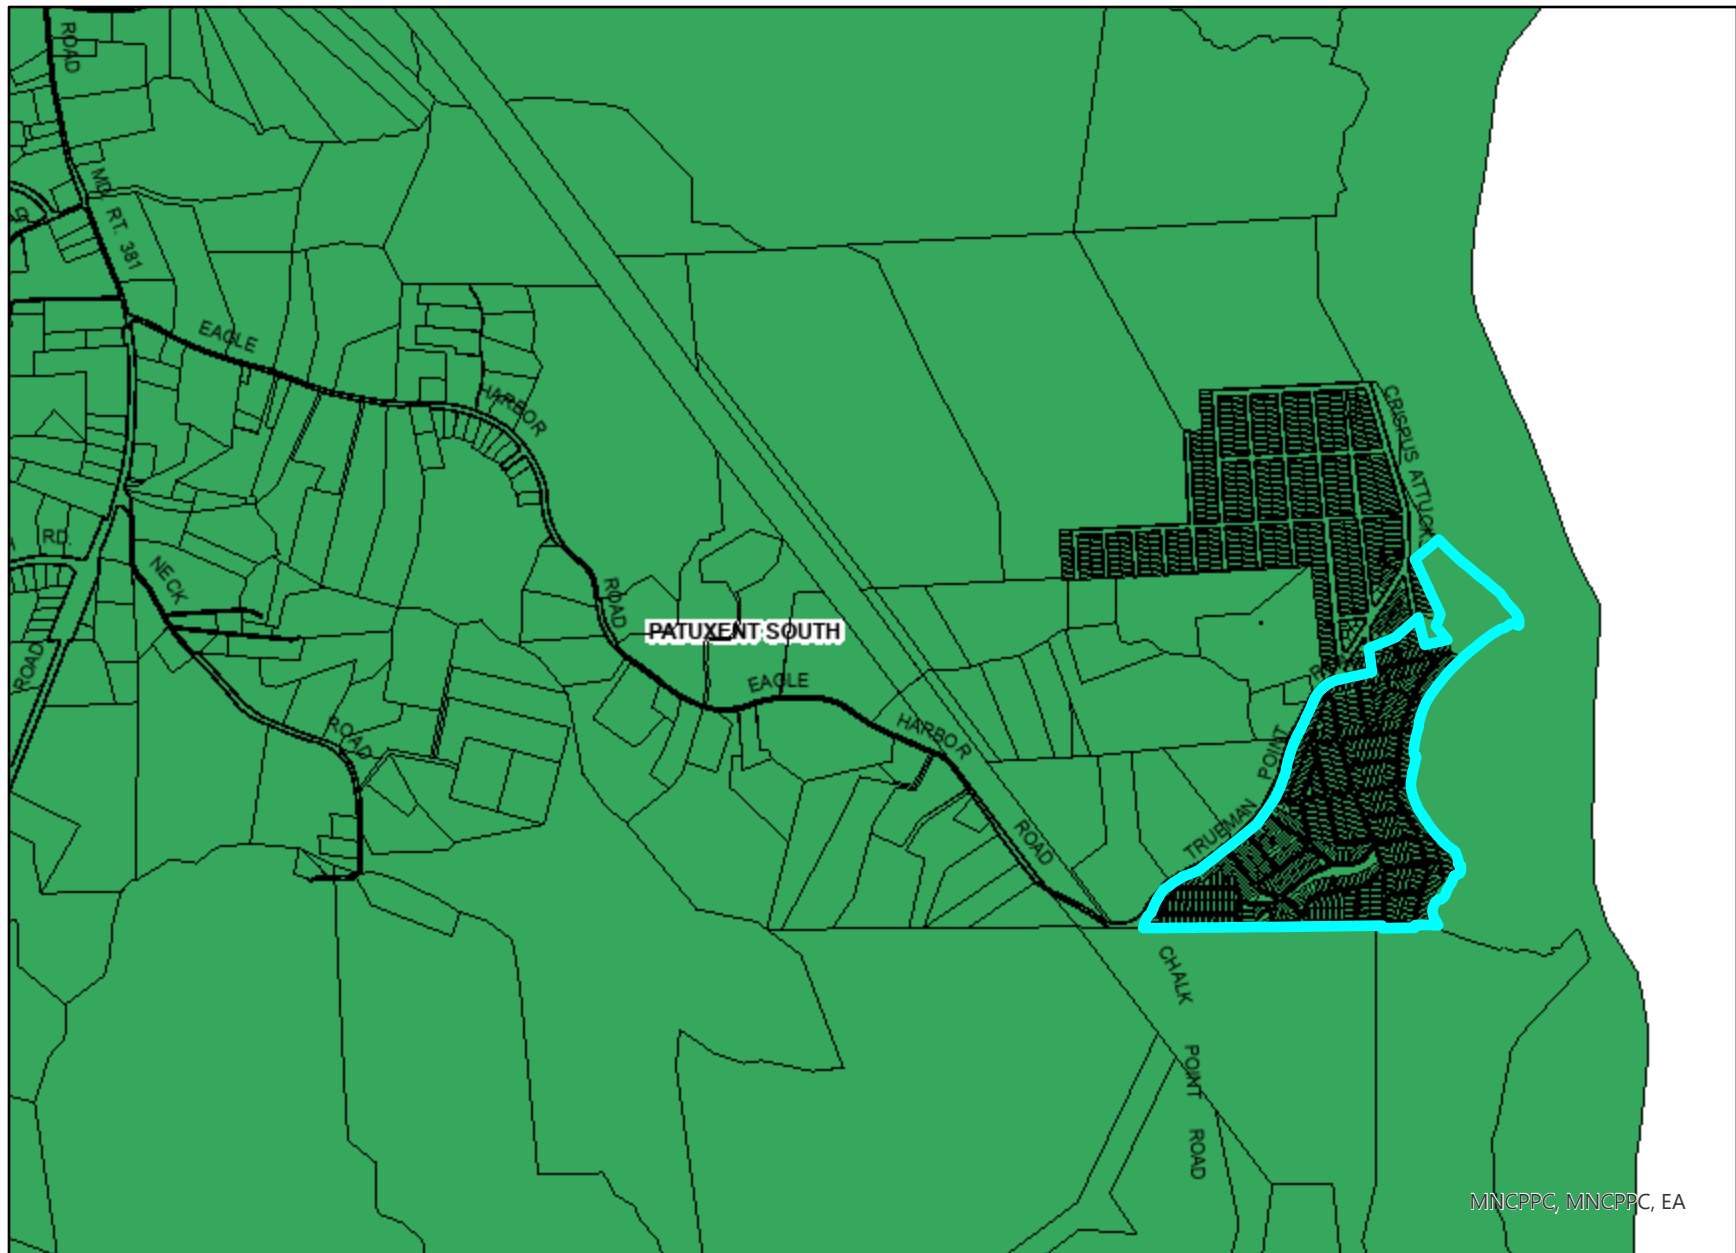 ROAD
MD. RT. 381
EAGLE
HARBOR
CRISPUS ATTUCKS
RD.
NECK
ROAD
PATUXENT SOUTH
ROAD
EAGLE
HARBOR
ROAD
POINT
TRUEMAN
ROAD
ROAD
CHALK
POINT
ROAD
MNCPPC, MNCPPC, EA